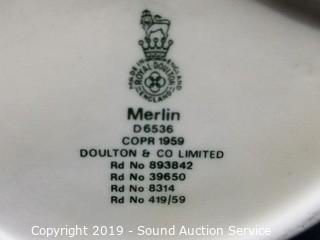 MADE IN ENGLAND
ROYAL DOULTON
ENGLAND
Merlin
D6536
COPR 1959
DOULTON & CO LIMITED
Rd No 893842
Rd No 39650
Rd No 8314
Rd No 419/59
Copyright 2019 - Sound Auction Service